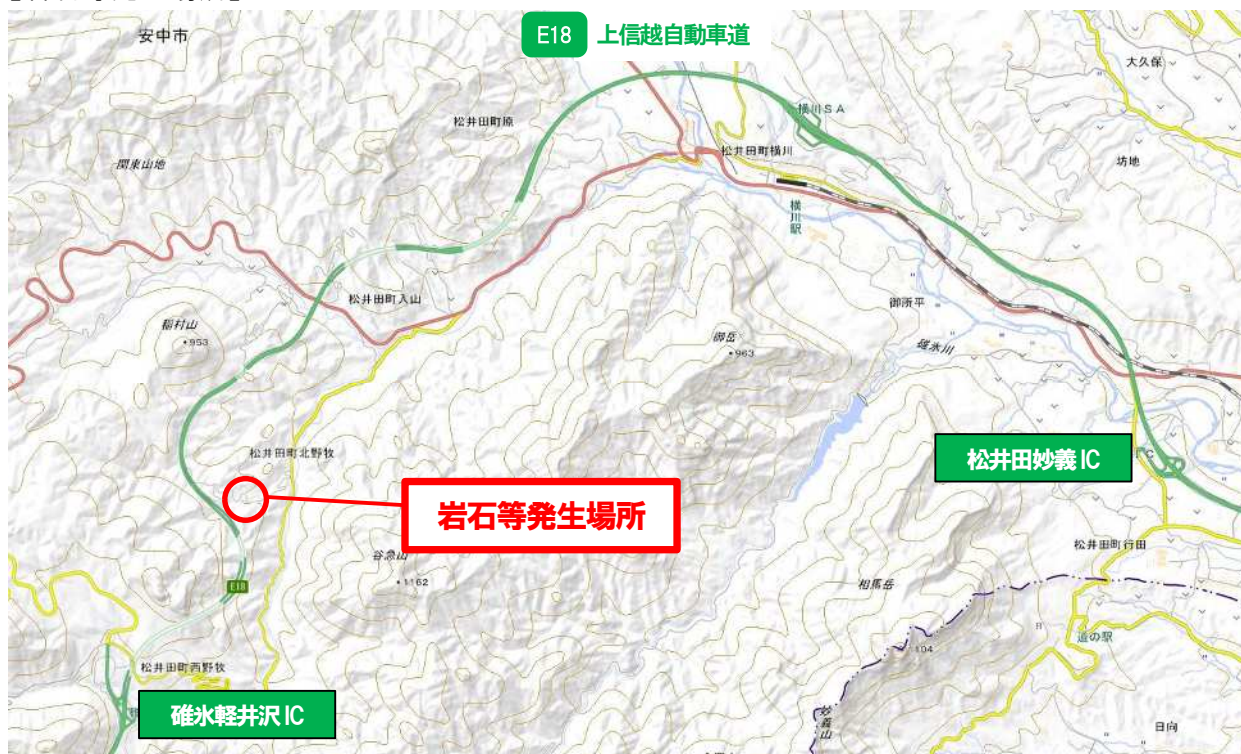 安中市
E18 上信越自動車道
大久保
横川SA
松井田町原
松井田町横川
関東山地
坊地
横川駅
松井田町入山
御所平
稲村山
・953
御岳
・963
碓氷川
松井田町北野牧
松井田妙義IC
岩石等発生場所
谷急山
・1162
松井田町行田
相馬岳
E18
道の駅
松井田町西野牧
碓氷軽井沢IC
妙義山
日向